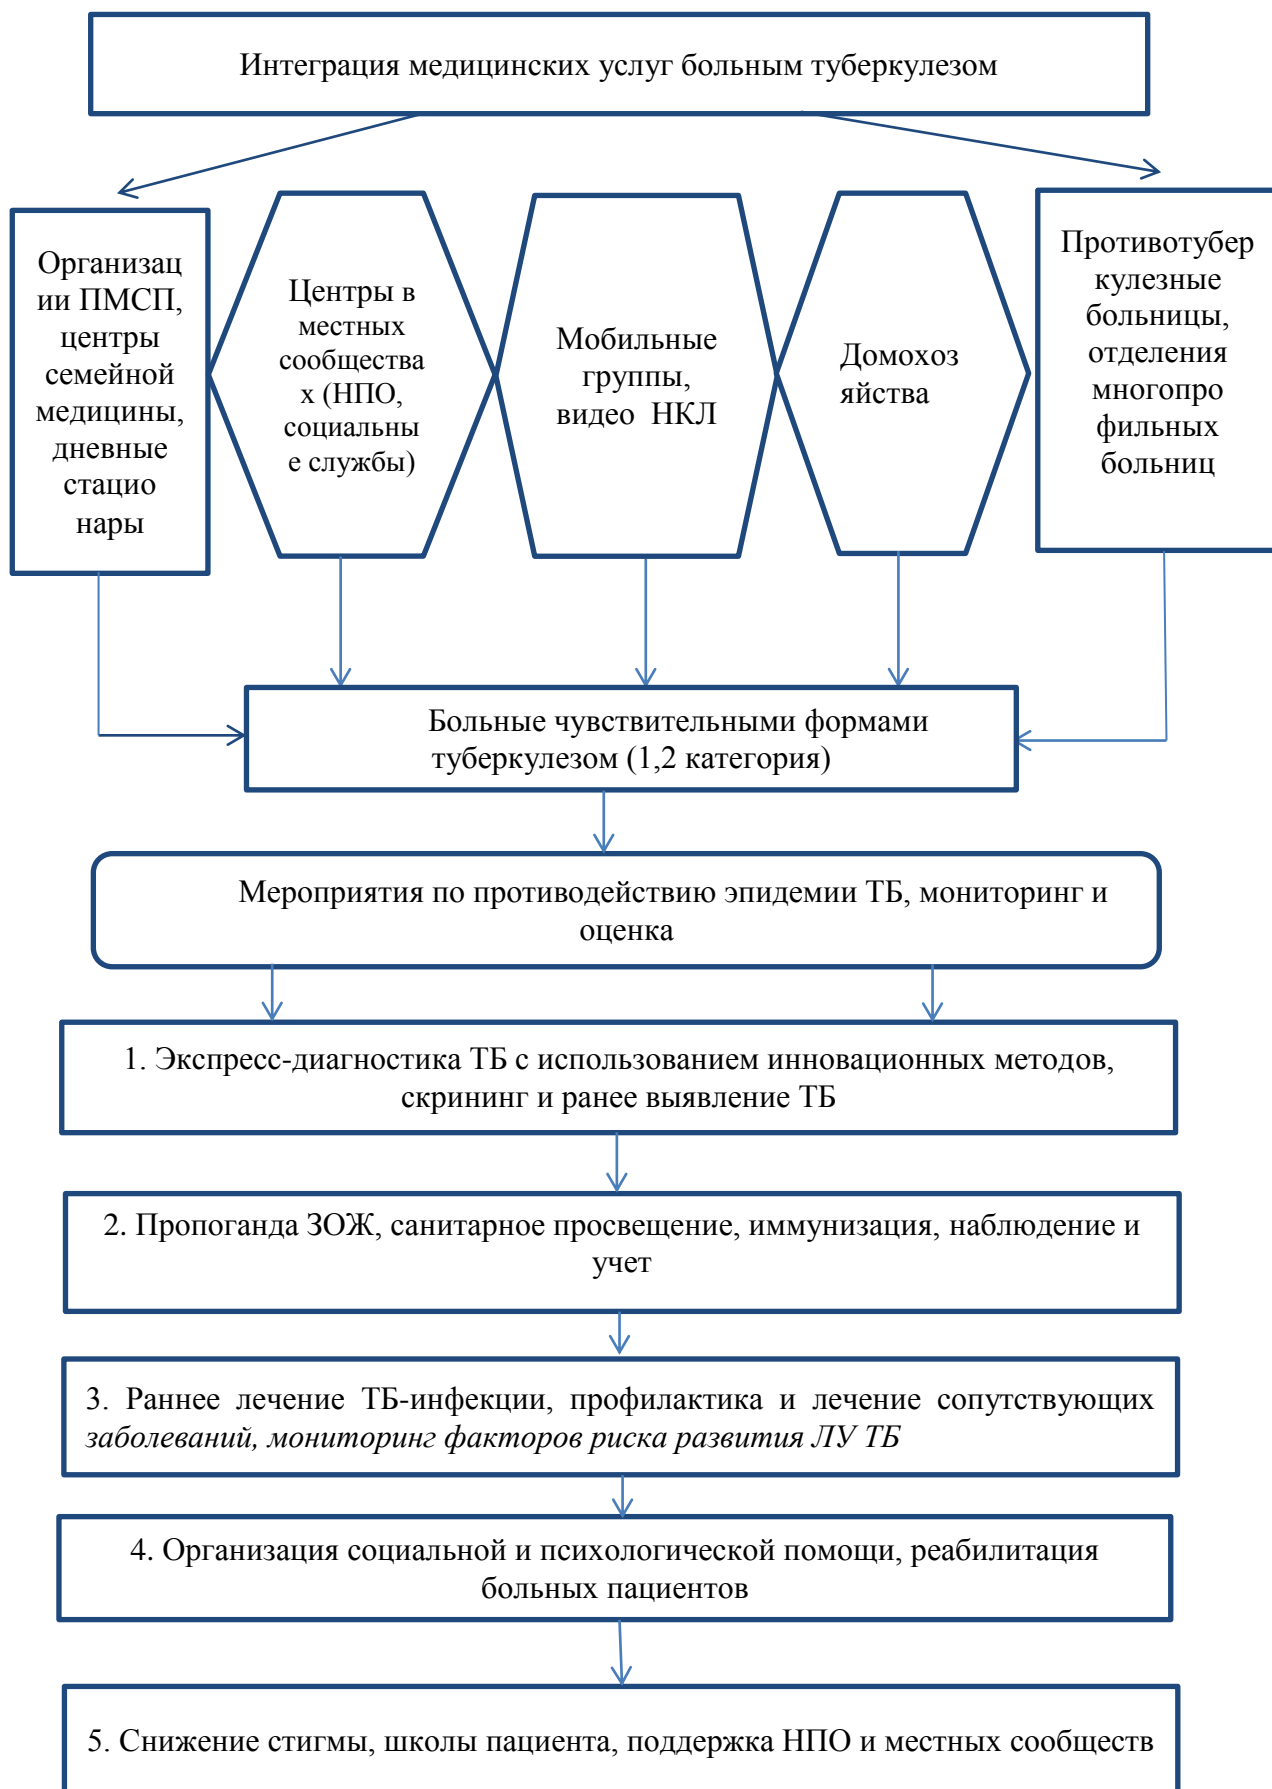 Интеграция медицинских услуг больным туберкулезом
Организац
ии ПМСП,
центры
семейной
медицины,
дневные
стацио
нары
Центры в
местных
сообщества
х (НПО,
социальны
е службы)
Мобильные
группы,
видео НКЛ
Домохоз
яйства
Противотубер
кулезные
больницы,
отделения
многопро
фильных
больниц
Больные чувствительными формами
туберкулезом (1,2 категория)
Мероприятия по противодействию эпидемии ТБ, мониторинг и
оценка
1. Экспресс-диагностика ТБ с использованием инновационных методов,
скрининг и ранее выявление ТБ
2. Пропоганда ЗОЖ, санитарное просвещение, иммунизация, наблюдение и
учет
3. Раннее лечение ТБ-инфекции, профилактика и лечение сопутствующих
заболеваний, мониторинг факторов риска развития ЛУ ТБ
4. Организация социальной и психологической помощи, реабилитация
больных пациентов
5. Снижение стигмы, школы пациента, поддержка НПО и местных сообществ